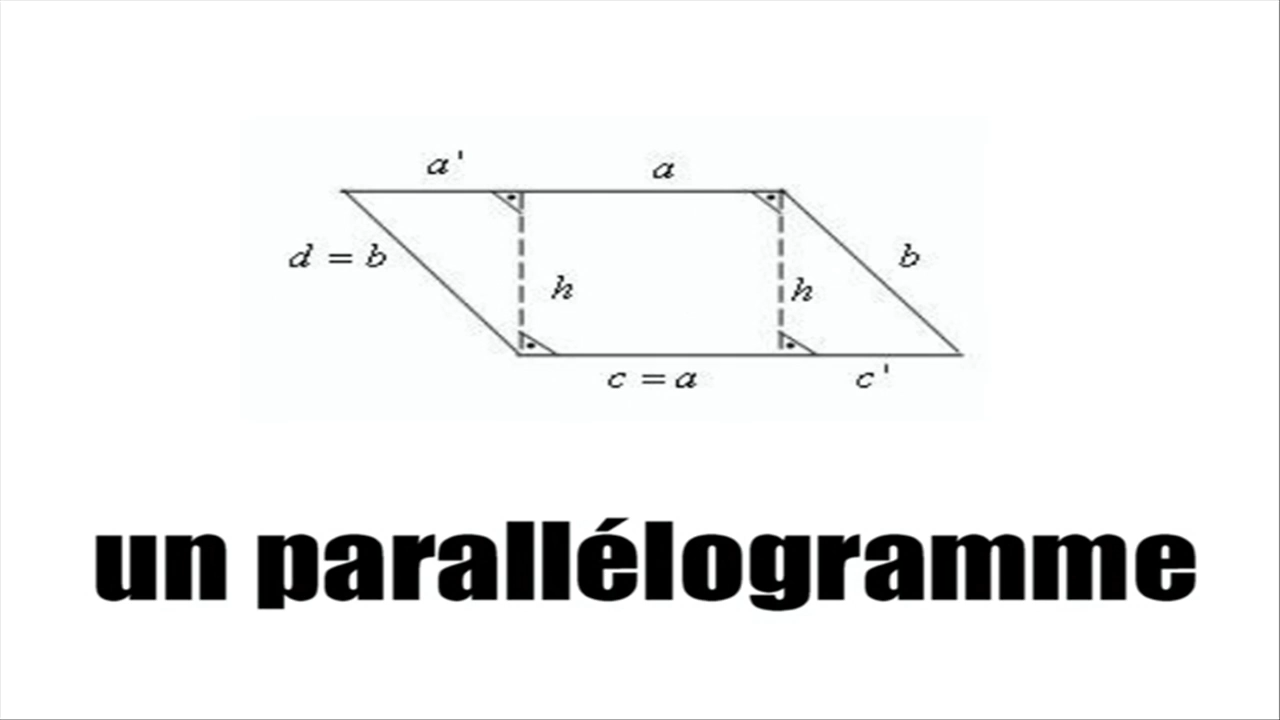 a' a
d = b b
h h
c = a c'
un parallélogramme